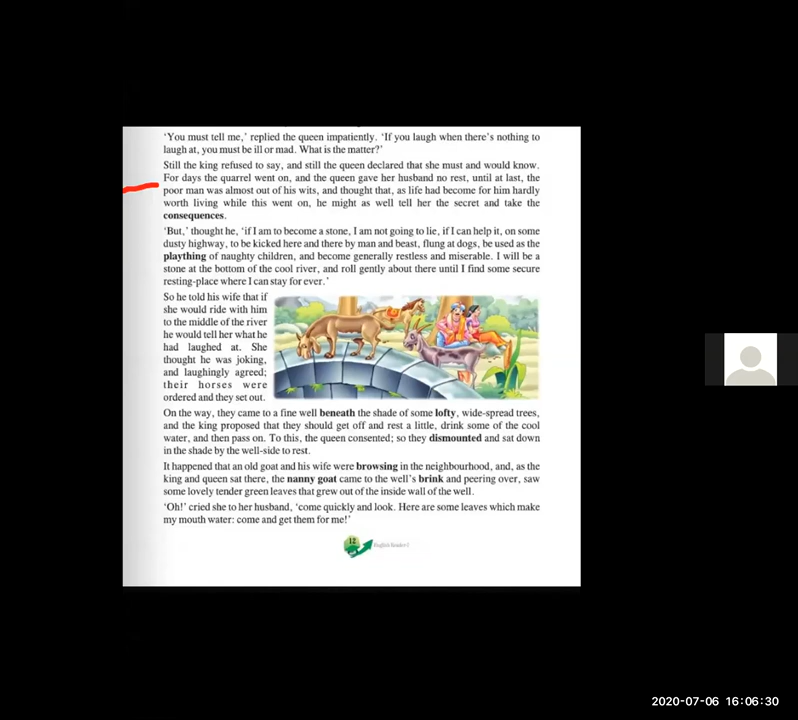 ‘You must tell me,’ replied the queen impatiently. ‘If you laugh when there’s nothing to
laugh at, you must be ill or mad. What is the matter?’
Still the king refused to say, and still the queen declared that she must and would know.
For days the quarrel went on, and the queen gave her husband no rest, until at last, the
poor man was almost out of his wits, and thought that, as life had become for him hardly
worth living while this went on, he might as well tell her the secret and take the
consequences.
‘But,’ thought he, ‘if I am to become a stone, I am not going to lie, if I can help it, on some
dusty highway, to be kicked here and there by man and beast, flung at dogs, be used as the
plaything of naughty children, and become generally restless and miserable. I will be a
stone at the bottom of the cool river, and roll gently about there until I find some secure
resting-place where I can stay for ever.’
So he told his wife that if
she would ride with him
to the middle of the river
he would tell her what he
had laughed at. She
thought he was joking,
and laughingly agreed;
their horses were
ordered and they set out.
On the way, they came to a fine well beneath the shade of some lofty, wide-spread trees,
and the king proposed that they should get off and rest a little, drink some of the cool
water, and then pass on. To this, the queen consented; so they dismounted and sat down
in the shade by the well-side to rest.
It happened that an old goat and his wife were browsing in the neighbourhood, and, as the
king and queen sat there, the nanny goat came to the well’s brink and peering over, saw
some lovely tender green leaves that grew out of the inside wall of the well.
‘Oh!’ cried she to her husband, ‘come quickly and look. Here are some leaves which make
my mouth water: come and get them for me!’
12
2020-07-06 16:06:30